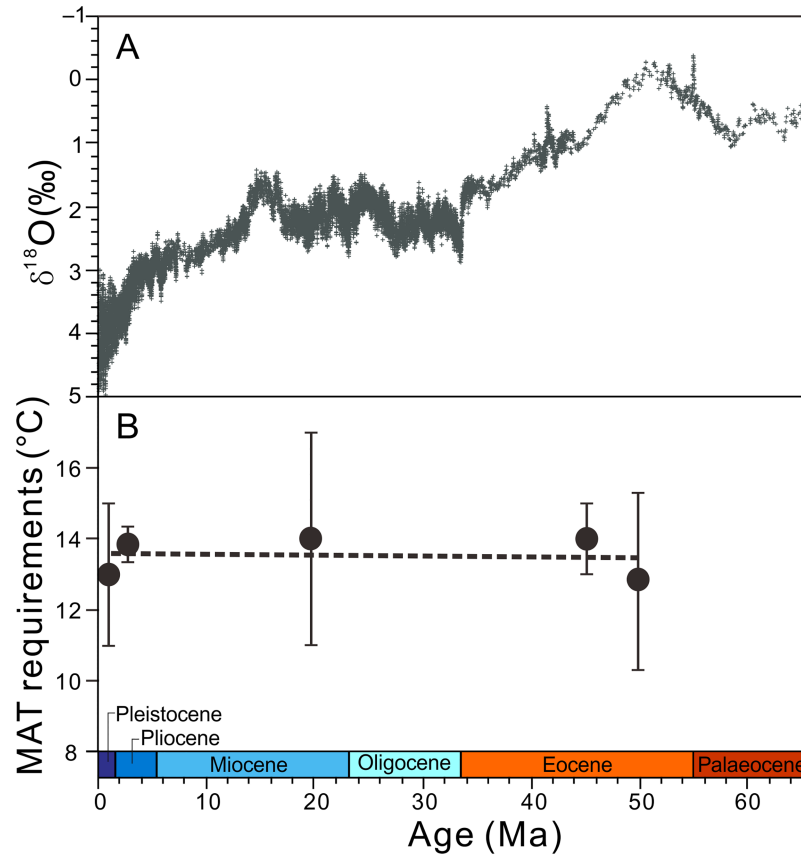 A
–1
0
1
2
3
4
5
δ18O(‰)
B
16
14
12
10
8
MAT requirements (°C)
Pleistocene
Pliocene
Miocene
Oligocene
Eocene
Palaeocene
0 10 20 30 40 50 60
Age (Ma)